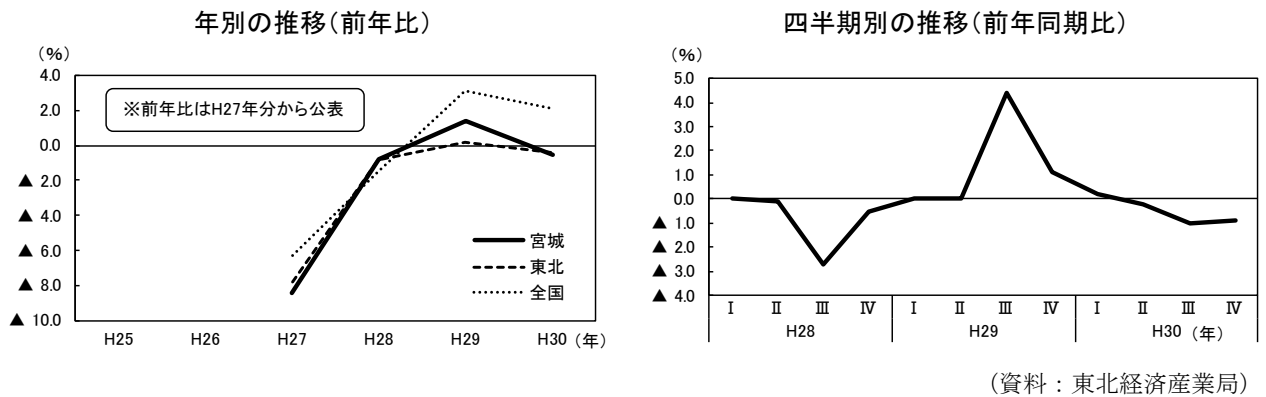 年別の推移（前年比）
（%）
4.0
2.0
0.0
▲ 2.0
▲ 4.0
▲ 6.0
▲ 8.0
▲ 10.0
※前年比はH27年分から公表
宮城
東北
全国
H25 H26 H27 H28 H29 H30（年）
四半期別の推移（前年同期比）
（%）
5.0
4.0
3.0
2.0
1.0
0.0
▲ 1.0
▲ 2.0
▲ 3.0
▲ 4.0
Ⅰ Ⅱ Ⅲ Ⅳ Ⅰ Ⅱ Ⅲ Ⅳ Ⅰ Ⅱ Ⅲ Ⅳ
H28 H29 H30（年）
（資料：東北経済産業局）